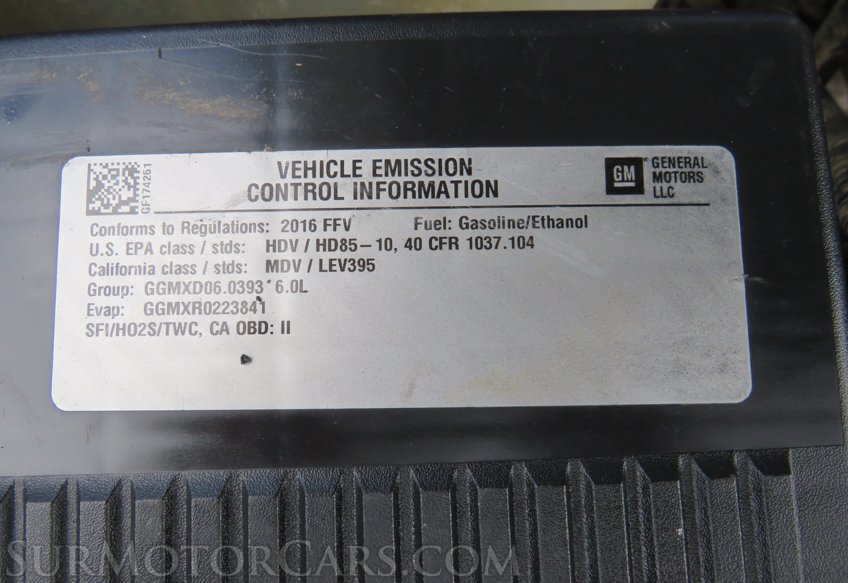 GF174261
VEHICLE EMISSION
CONTROL INFORMATION
GM
GENERAL
MOTORS
LLC
Conforms to Regulations: 2016 FFV Fuel: Gasoline/Ethanol
U.S. EPA class / stds: HDV / HD85-10, 40 CFR 1037.104
California class / stds: MDV / LEV395
Group: GGMXD06.0393 6.0L
Evap: GGMXR0223841
SFI/HO2S/TWC, CA OBD: II
SURMOTORCARS.COM